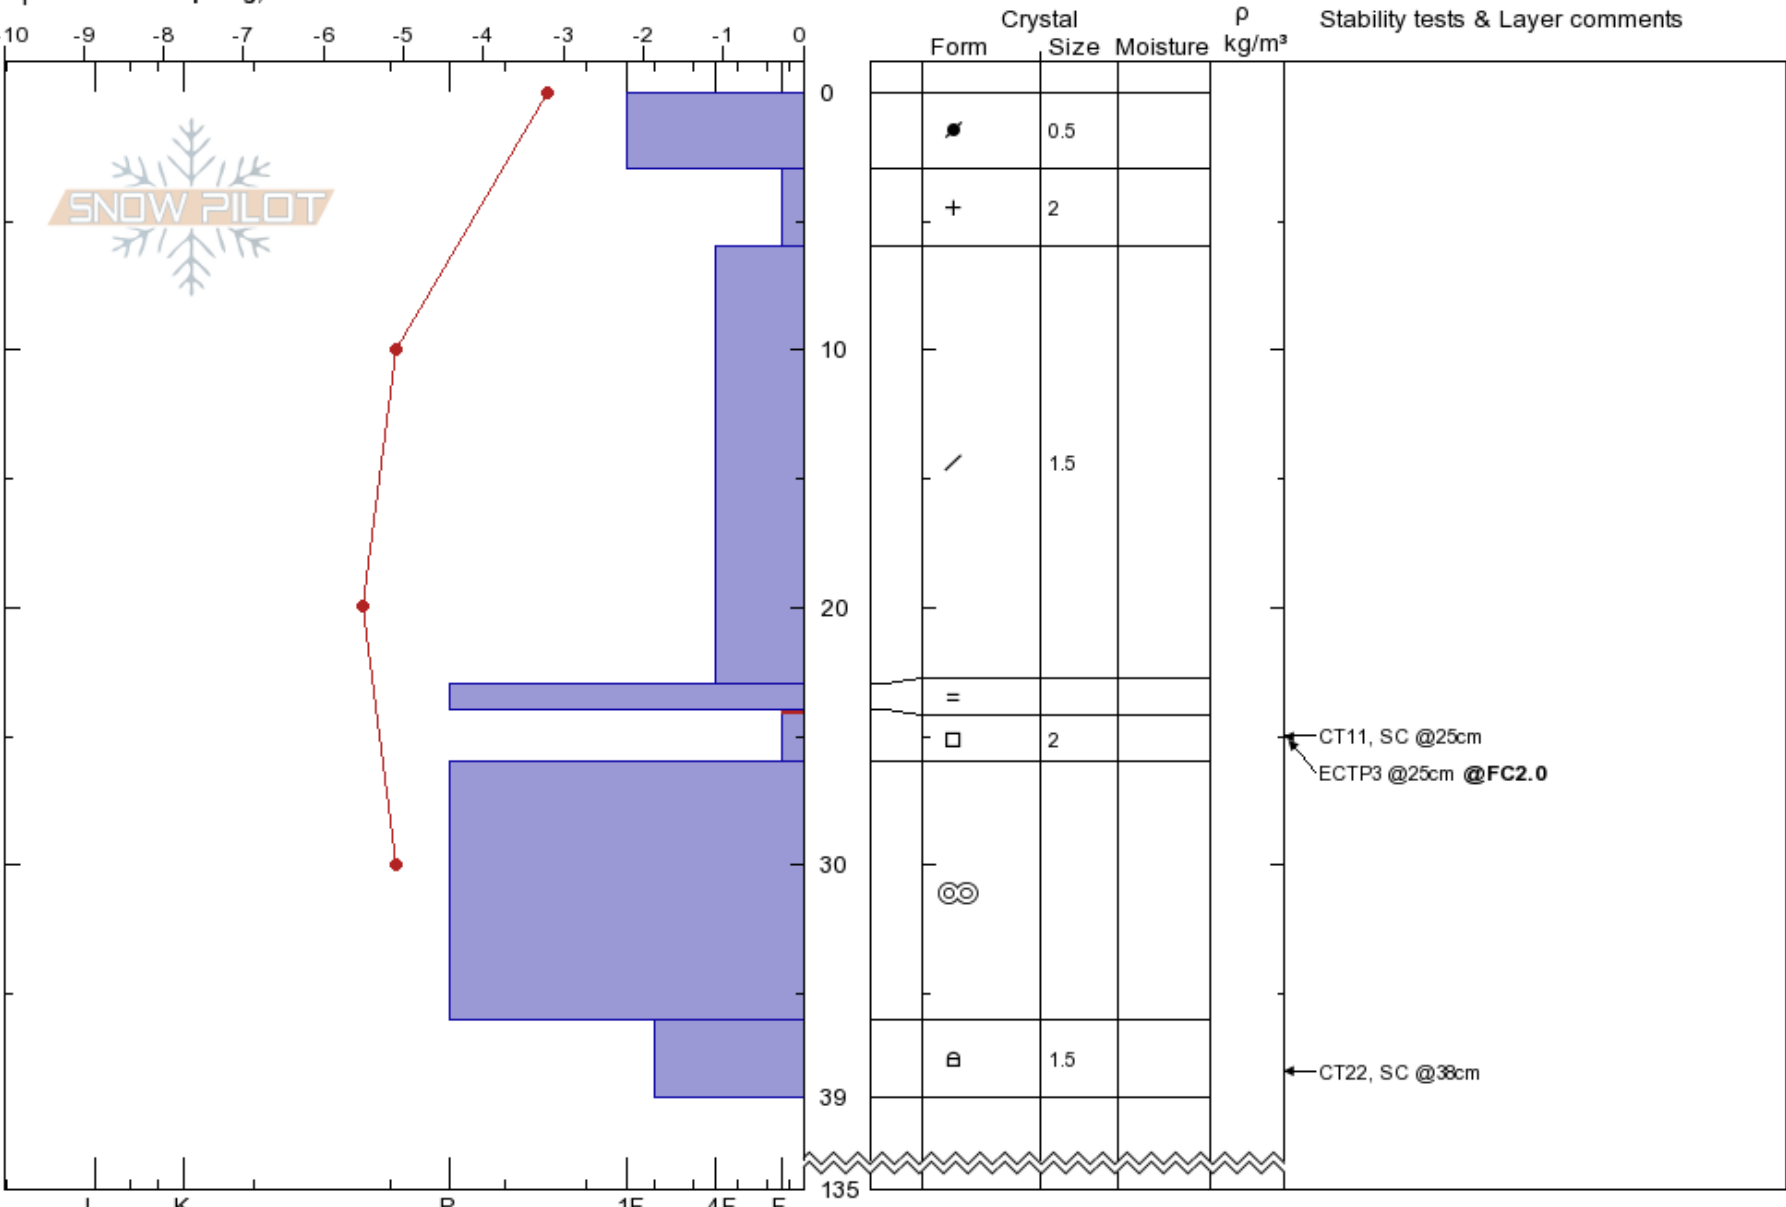 Crystal ρ Stability tests & Layer comments
-10 -9 -8 -7 -6 -5 -4 -3 -2 -1 0 Form Size Moisture kg/m³
0
0.5
SNOW PILOT + 2
10
/ 1.5
20
=
2 CT11, SC @25cm
ECTP3 @25cm @FC2.0
30
1.5 CT22, SC @38cm
39
135
I K P 1F 4F F